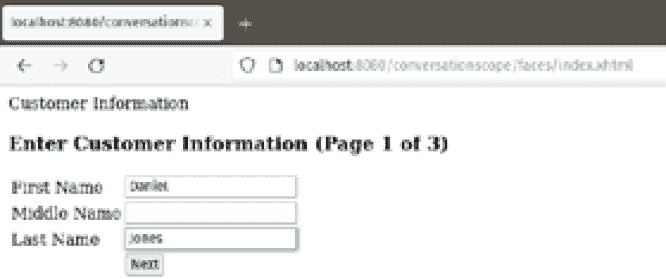 localhost:8080/conversationsc ×
localhost:8080/conversationscope/faces/index.xhtml
Customer Information
Enter Customer Information (Page 1 of 3)
First Name Daniel
Middle Name
Last Name Jones
Next